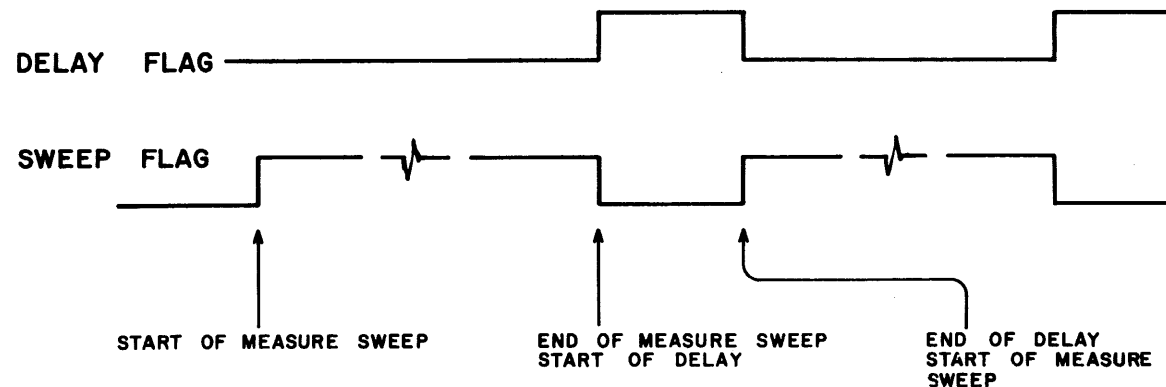 DELAY FLAG
SWEEP FLAG
START OF MEASURE SWEEP
END OF MEASURE SWEEP
START OF DELAY
END OF DELAY
START OF MEASURE
SWEEP